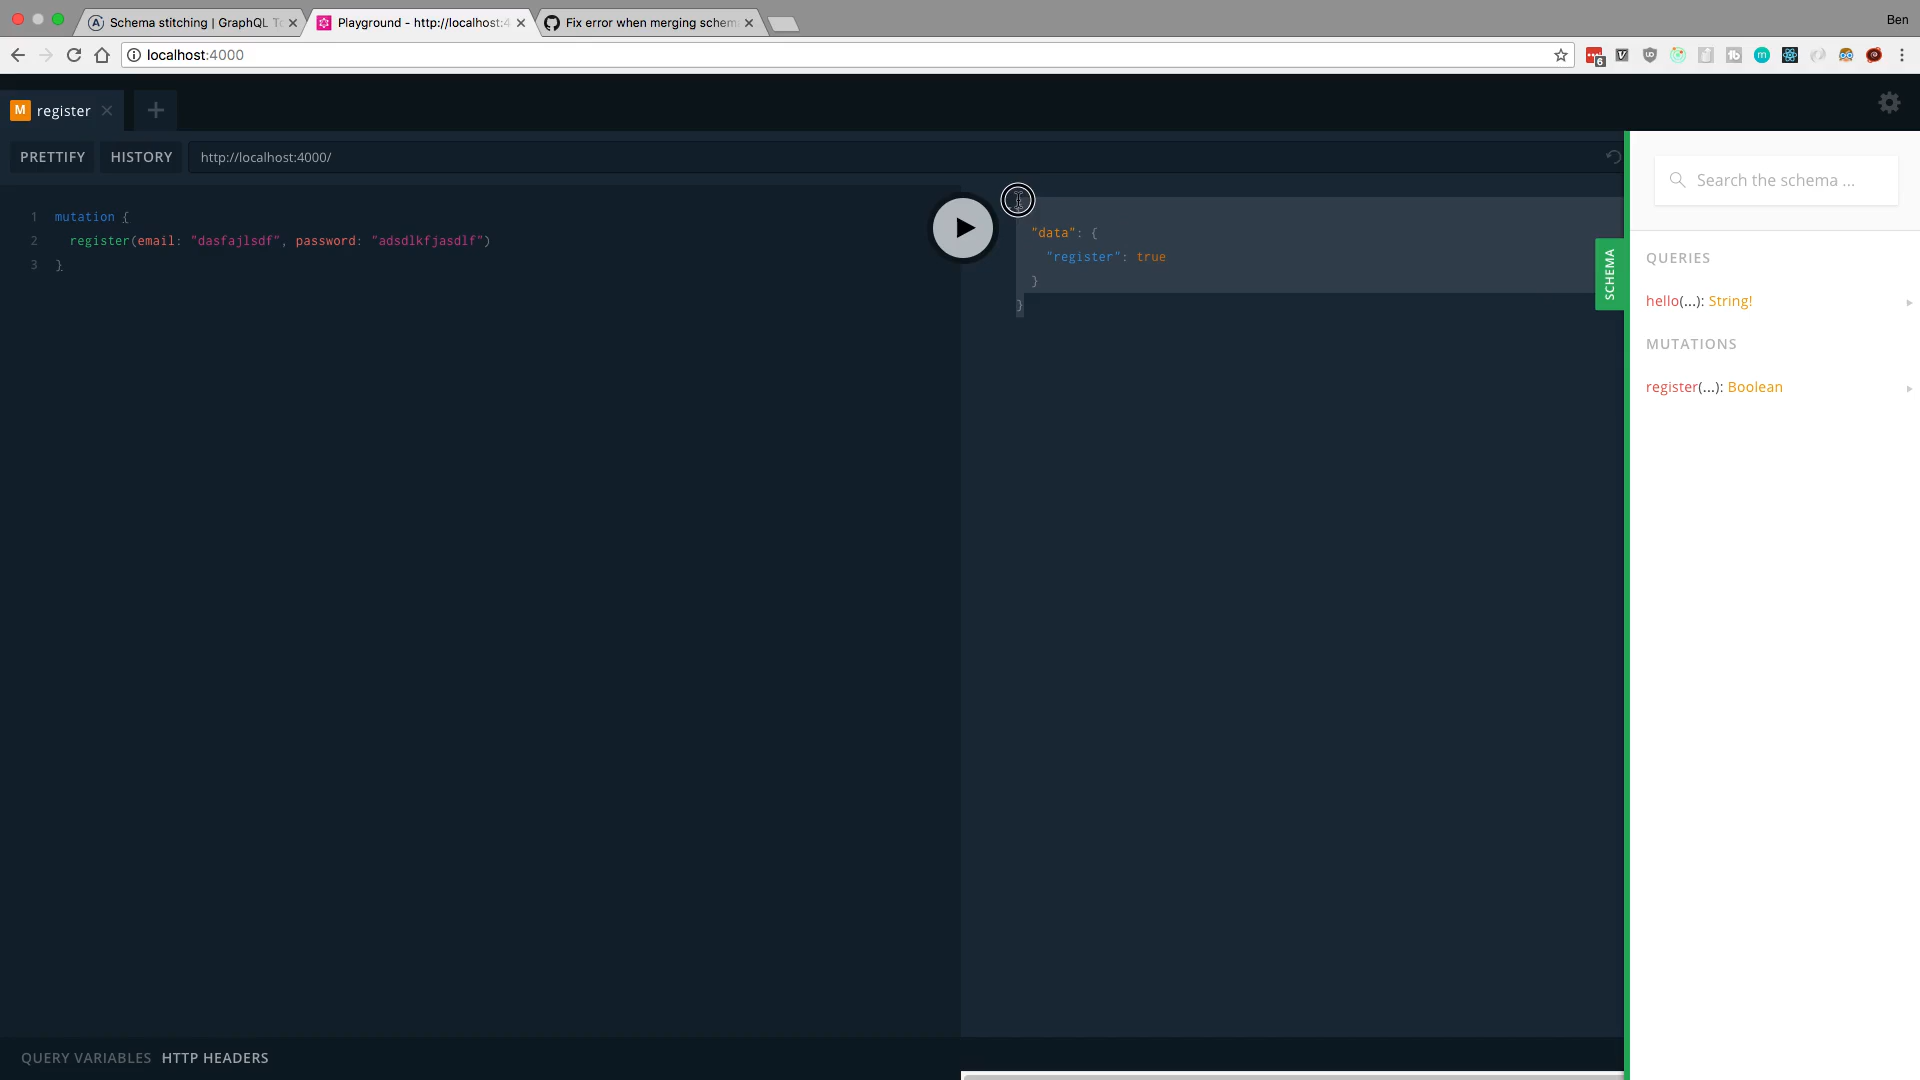 Schema stitching | GraphQL To
Playground - http://localhost:4
Fix error when merging schem
Ben
localhost:4000
6
M register
PRETTIFY
HISTORY
http://localhost:4000/
1 mutation {
2 register(email: "dasfajlsdf", password: "adsdlkfjasdlf")
3 }
"data": {
"register": true
}
}
SCHEMA
Search the schema ...
QUERIES
hello(...): String!
MUTATIONS
register(...): Boolean
QUERY VARIABLES
HTTP HEADERS